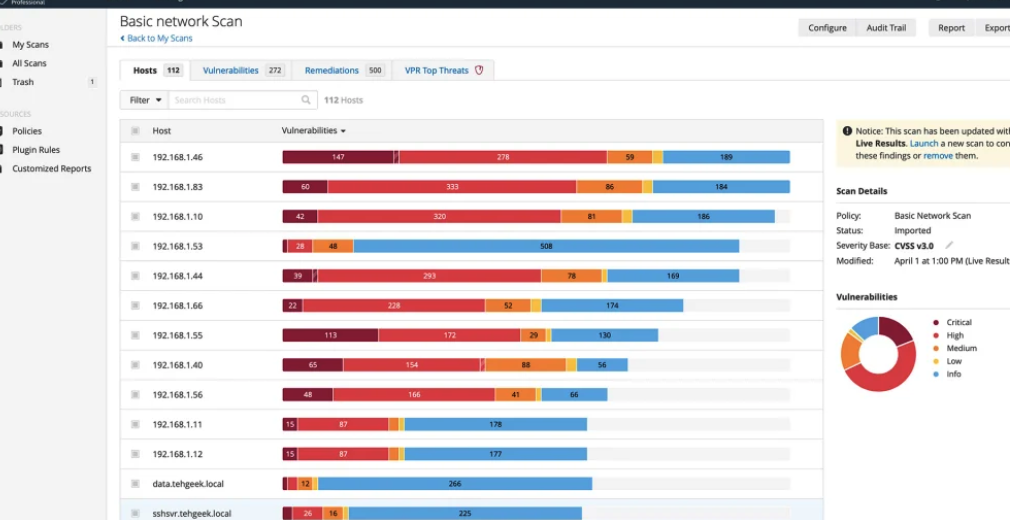 Professional
Basic network Scan
Back to My Scans
Configure
Audit Trail
Report
Export
LDERS
My Scans
All Scans
Trash 1
SOURCES
Policies
Plugin Rules
Customized Reports
Hosts 112
Vulnerabilities 272
Remediations 500
VPR Top Threats
Filter
Search Hosts
112 Hosts
Host Vulnerabilities
192.168.1.46 147 278 59 189
192.168.1.83 60 333 86 184
192.168.1.10 42 320 81 186
192.168.1.53 28 48 508
192.168.1.44 39 293 78 169
192.168.1.66 22 228 52 174
192.168.1.55 113 172 29 130
192.168.1.40 65 154 88 56
192.168.1.56 48 166 41 66
192.168.1.11 15 87 178
192.168.1.12 15 87 177
data.tehgeek.local 12 266
sshsvr.tehgeek.local 26 16 225
Notice: This scan has been updated with
Live Results. Launch a new scan to con
these findings or remove them.
Scan Details
Policy: Basic Network Scan
Status: Imported
Severity Base: CVSS v3.0
Modified: April 1 at 1:00 PM (Live Result
Vulnerabilities
Critical
High
Medium
Low
Info